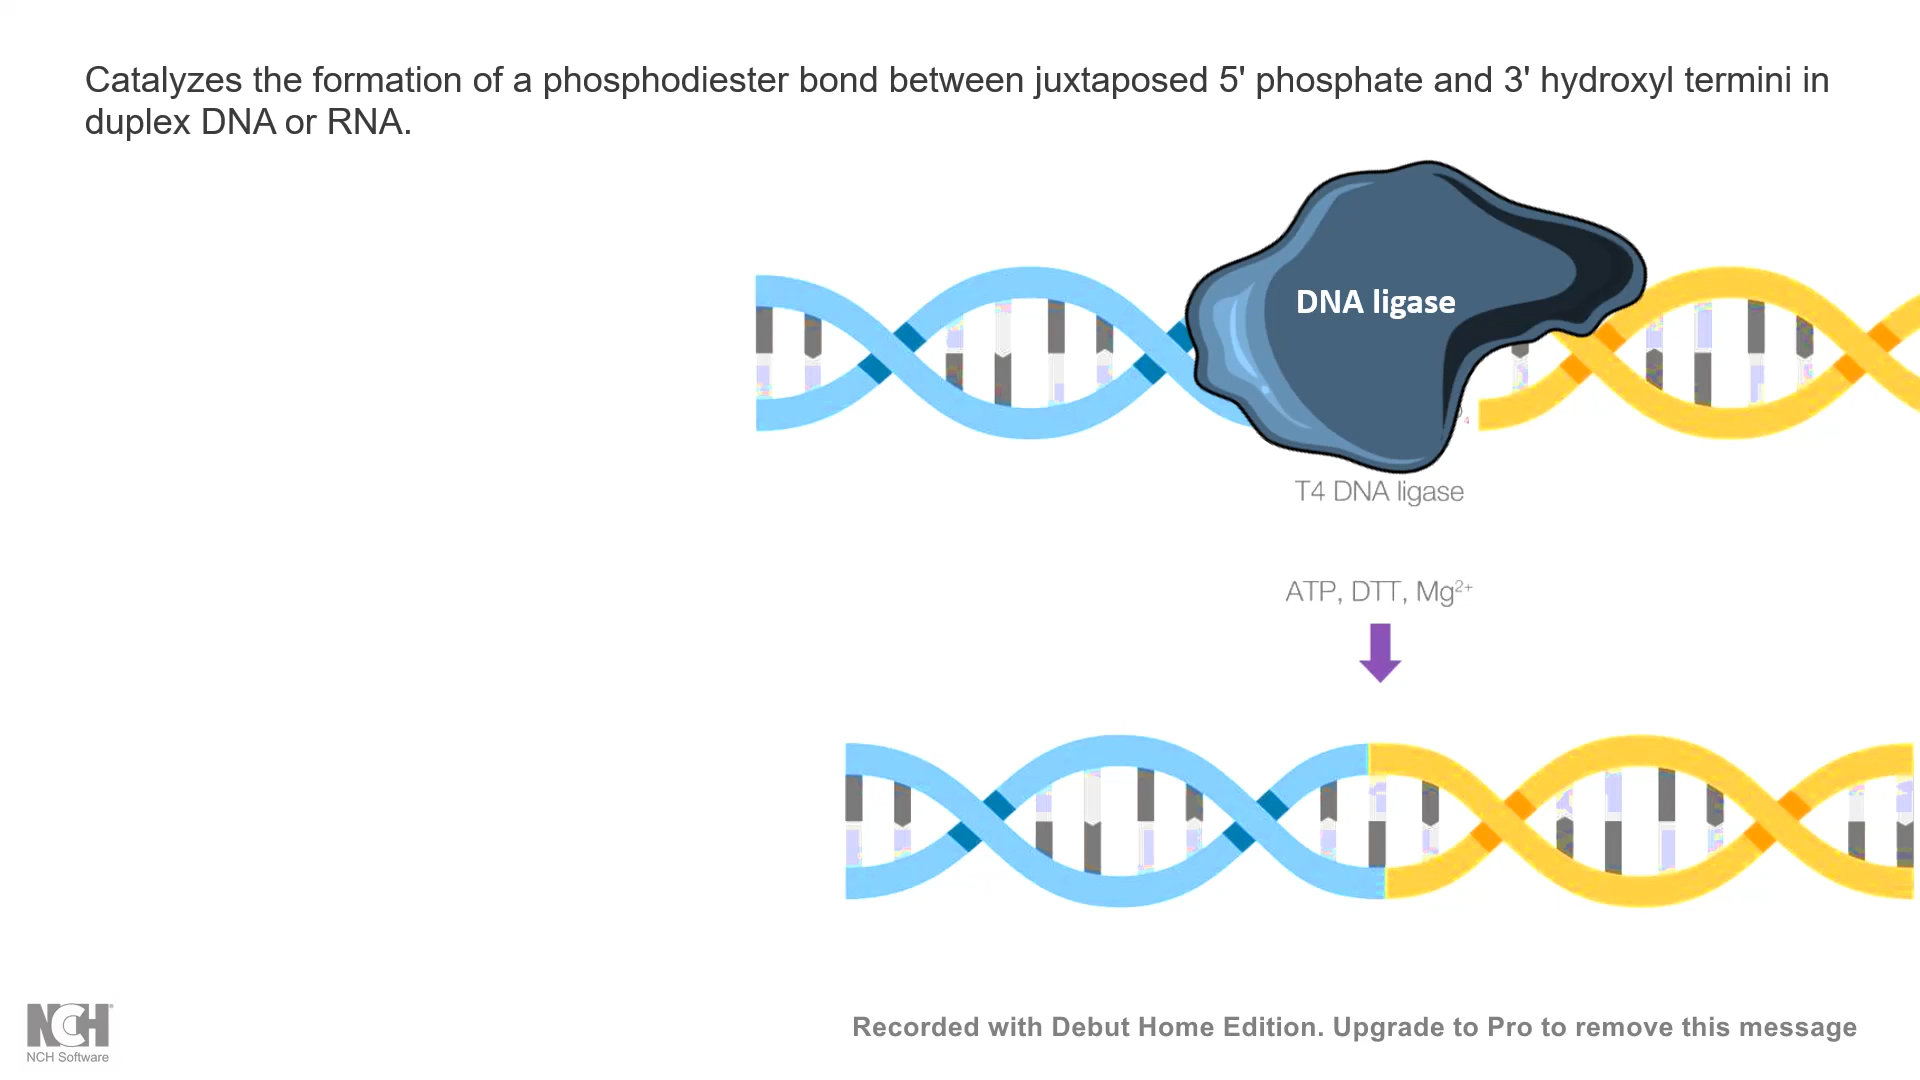 Catalyzes the formation of a phosphodiester bond between juxtaposed 5' phosphate and 3' hydroxyl termini in
duplex DNA or RNA.
DNA ligase
T4 DNA ligase
ATP, DTT, Mg²⁺
NCH
NCH Software
Recorded with Debut Home Edition. Upgrade to Pro to remove this message